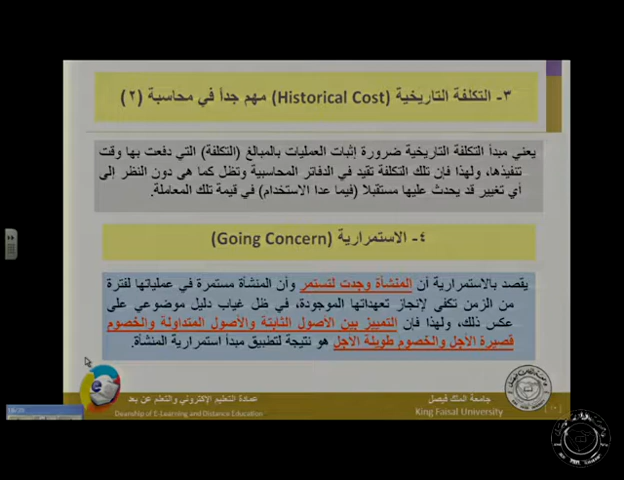 ٣- التكلفة التاريخية (Historical Cost) مهم جداً في محاسبة (٢)
يعني مبدأ التكلفة التاريخية ضرورة إثبات العمليات بالمبالغ (التكلفة) التي دفعت بها وقت
تنفيذها، ولهذا فإن تلك التكلفة تقيد في الدفاتر المحاسبية وتظل كما هى دون النظر إلى
أي تغيير قد يحدث عليها مستقبلا (فيما عدا الاستخدام) في قيمة تلك المعاملة.
٤- الاستمرارية (Going Concern)
يقصد بالاستمرارية أن المنشأة وجدت لتستمر وأن المنشأة مستمرة في عملياتها لفترة
من الزمن تكفى لإنجاز تعهداتها الموجودة، في ظل غياب دليل موضوعي على
عكس ذلك، ولهذا فإن التمييز بين الأصول الثابتة والأصول المتداولة والخصوم
قصيرة الأجل والخصوم طويلة الأجل هو نتيجة لتطبيق مبدأ استمرارية المنشأة.
عمادة التعليم الإلكتروني والتعلم عن بعد
Deanship of E-Learning and Distance Education
جامعة الملك فيصل
King Faisal University